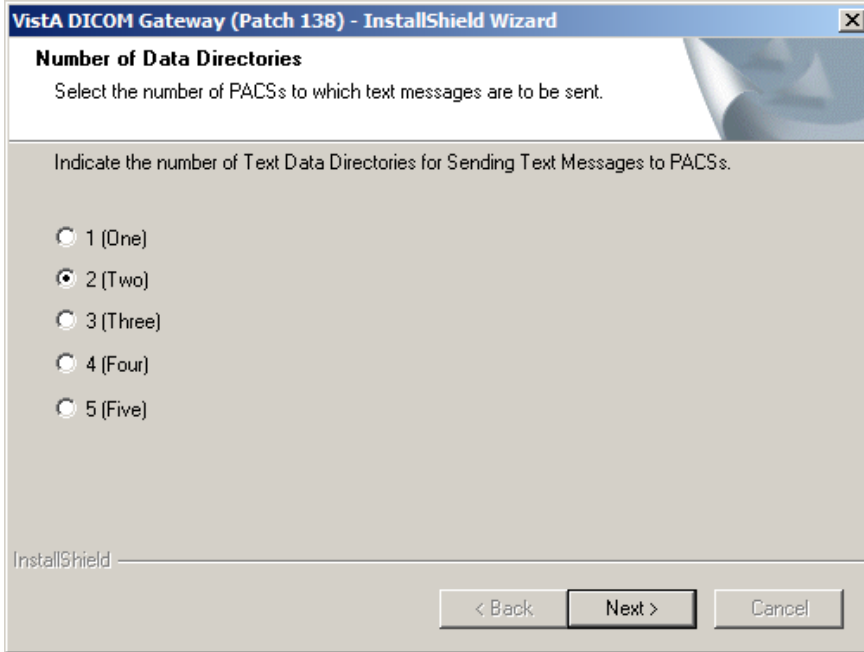 VistA DICOM Gateway (Patch 138) - InstallShield Wizard
Number of Data Directories
Select the number of PACSs to which text messages are to be sent.
Indicate the number of Text Data Directories for Sending Text Messages to PACSs.
1 (One)
2 (Two)
3 (Three)
4 (Four)
5 (Five)
InstallShield
< Back
Next >
Cancel